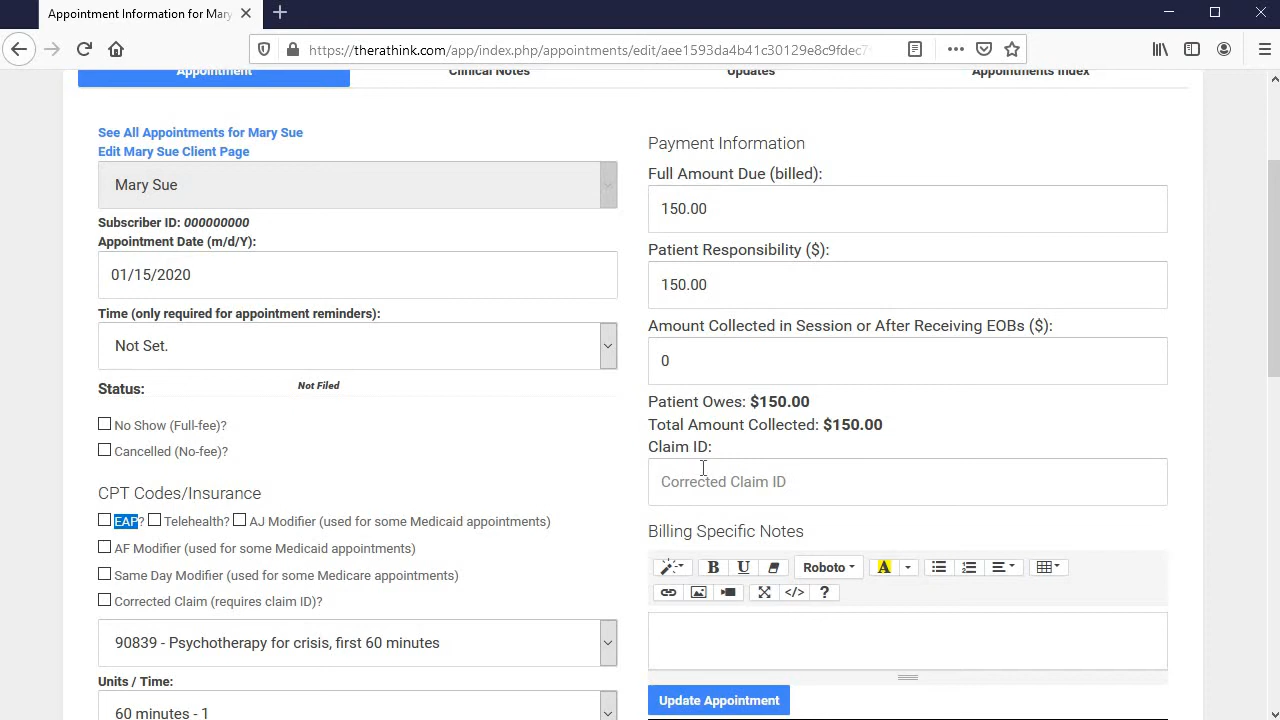 Appointment Information for Mary
https://therathink.com/app/index.php/appointments/edit/aee1593da4b41c30129e8c9fdec7
Appointment
Clinical Notes
Updates
Appointments Index
See All Appointments for Mary Sue
Edit Mary Sue Client Page
Mary Sue
Subscriber ID: 000000000
Appointment Date (m/d/Y):
01/15/2020
Time (only required for appointment reminders):
Not Set.
Status: Not Filed
No Show (Full-fee)?
Cancelled (No-fee)?
CPT Codes/Insurance
EAP? Telehealth? AJ Modifier (used for some Medicaid appointments)
AF Modifier (used for some Medicaid appointments)
Same Day Modifier (used for some Medicare appointments)
Corrected Claim (requires claim ID)?
90839 - Psychotherapy for crisis, first 60 minutes
Units / Time:
60 minutes - 1
Payment Information
Full Amount Due (billed):
150.00
Patient Responsibility ($):
150.00
Amount Collected in Session or After Receiving EOBs ($):
0
Patient Owes: $150.00
Total Amount Collected: $150.00
Claim ID:
Corrected Claim ID
Billing Specific Notes
B U Roboto A
</> ?
Update Appointment